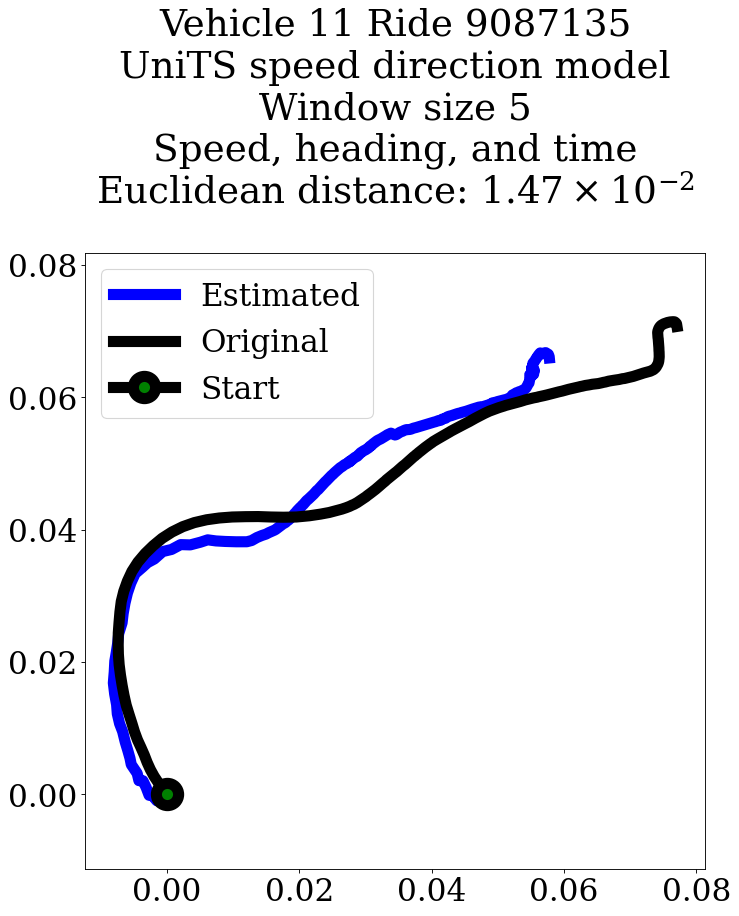 Vehicle 11 Ride 9087135
UniTS speed direction model
Window size 5
Speed, heading, and time
Euclidean distance: 1.47 × 10⁻²
0.08
0.06
0.04
0.02
0.00
Estimated
Original
Start
0.00 0.02 0.04 0.06 0.08